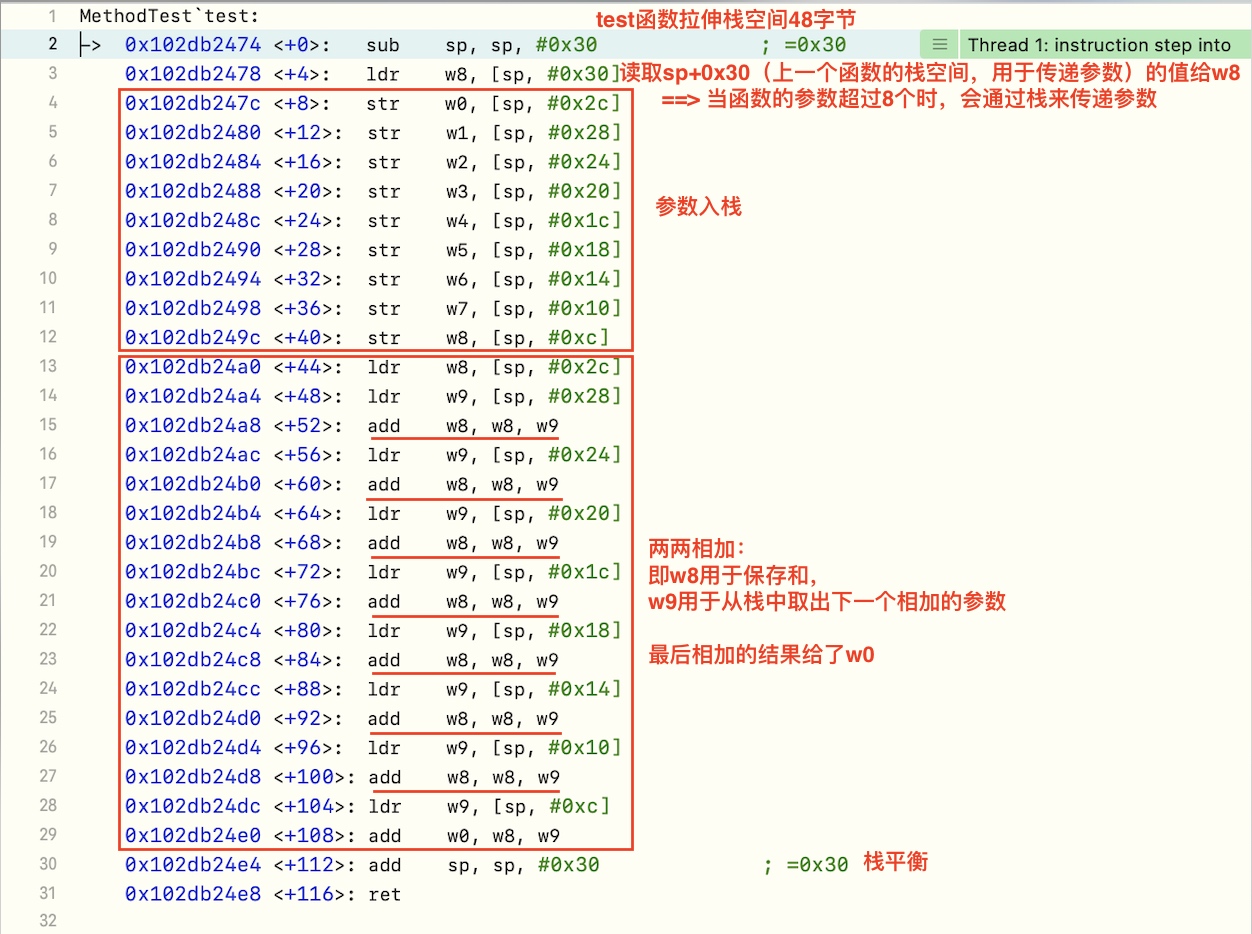 1 MethodTest`test:
test函数拉伸栈空间48字节
2 -> 0x102db2474 <+0>: sub sp, sp, #0x30 ; =0x30 Thread 1: instruction step into
3 0x102db2478 <+4>: ldr w8, [sp, #0x30] 读取sp+0x30（上一个函数的栈空间，用于传递参数）的值给w8
==> 当函数的参数超过8个时，会通过栈来传递参数
4 0x102db247c <+8>: str w0, [sp, #0x2c]
5 0x102db2480 <+12>: str w1, [sp, #0x28]
6 0x102db2484 <+16>: str w2, [sp, #0x24]
7 0x102db2488 <+20>: str w3, [sp, #0x20]
参数入栈
8 0x102db248c <+24>: str w4, [sp, #0x1c]
9 0x102db2490 <+28>: str w5, [sp, #0x18]
10 0x102db2494 <+32>: str w6, [sp, #0x14]
11 0x102db2498 <+36>: str w7, [sp, #0x10]
12 0x102db249c <+40>: str w8, [sp, #0xc]
13 0x102db24a0 <+44>: ldr w8, [sp, #0x2c]
14 0x102db24a4 <+48>: ldr w9, [sp, #0x28]
15 0x102db24a8 <+52>: add w8, w8, w9
16 0x102db24ac <+56>: ldr w9, [sp, #0x24]
17 0x102db24b0 <+60>: add w8, w8, w9
18 0x102db24b4 <+64>: ldr w9, [sp, #0x20]
19 0x102db24b8 <+68>: add w8, w8, w9
两两相加：
20 0x102db24bc <+72>: ldr w9, [sp, #0x1c]
即w8用于保存和，
21 0x102db24c0 <+76>: add w8, w8, w9
w9用于从栈中取出下一个相加的参数
22 0x102db24c4 <+80>: ldr w9, [sp, #0x18]
23 0x102db24c8 <+84>: add w8, w8, w9
最后相加的结果给了w0
24 0x102db24cc <+88>: ldr w9, [sp, #0x14]
25 0x102db24d0 <+92>: add w8, w8, w9
26 0x102db24d4 <+96>: ldr w9, [sp, #0x10]
27 0x102db24d8 <+100>: add w8, w8, w9
28 0x102db24dc <+104>: ldr w9, [sp, #0xc]
29 0x102db24e0 <+108>: add w0, w8, w9
30 0x102db24e4 <+112>: add sp, sp, #0x30 ; =0x30 栈平衡
31 0x102db24e8 <+116>: ret
32